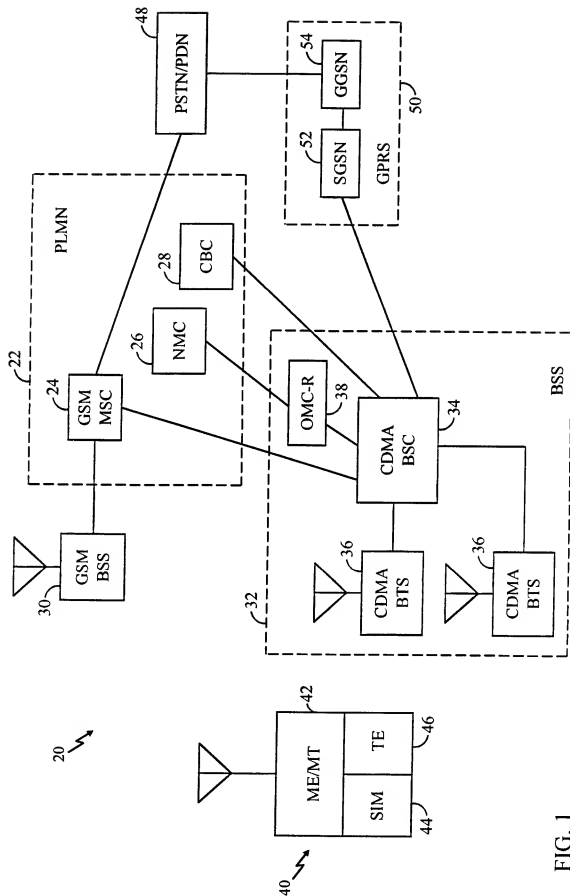 20
22
PLMN
48
PSTN/PDN
24
GSM
MSC
26
NMC
28
CBC
30
GSM
BSS
54
GGSN
52
SGSN
GPRS
50
32
OMC-R
38
CDMA
BSC
34
36
CDMA
BTS
36
CDMA
BTS
BSS
40
42
ME/MT
SIM
TE
44
46
FIG. 1